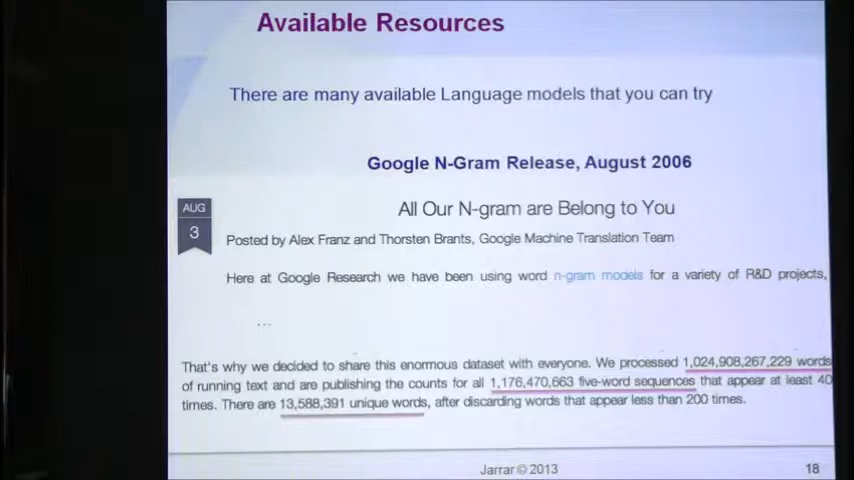 Available Resources
There are many available Language models that you can try
Google N-Gram Release, August 2006
AUG
3
All Our N-gram are Belong to You
Posted by Alex Franz and Thorsten Brants, Google Machine Translation Team
Here at Google Research we have been using word n-gram models for a variety of R&D projects,
...
That's why we decided to share this enormous dataset with everyone. We processed 1,024,908,267,229 words
of running text and are publishing the counts for all 1,176,470,663 five-word sequences that appear at least 40
times. There are 13,588,391 unique words, after discarding words that appear less than 200 times.
Jarrar © 2013
18